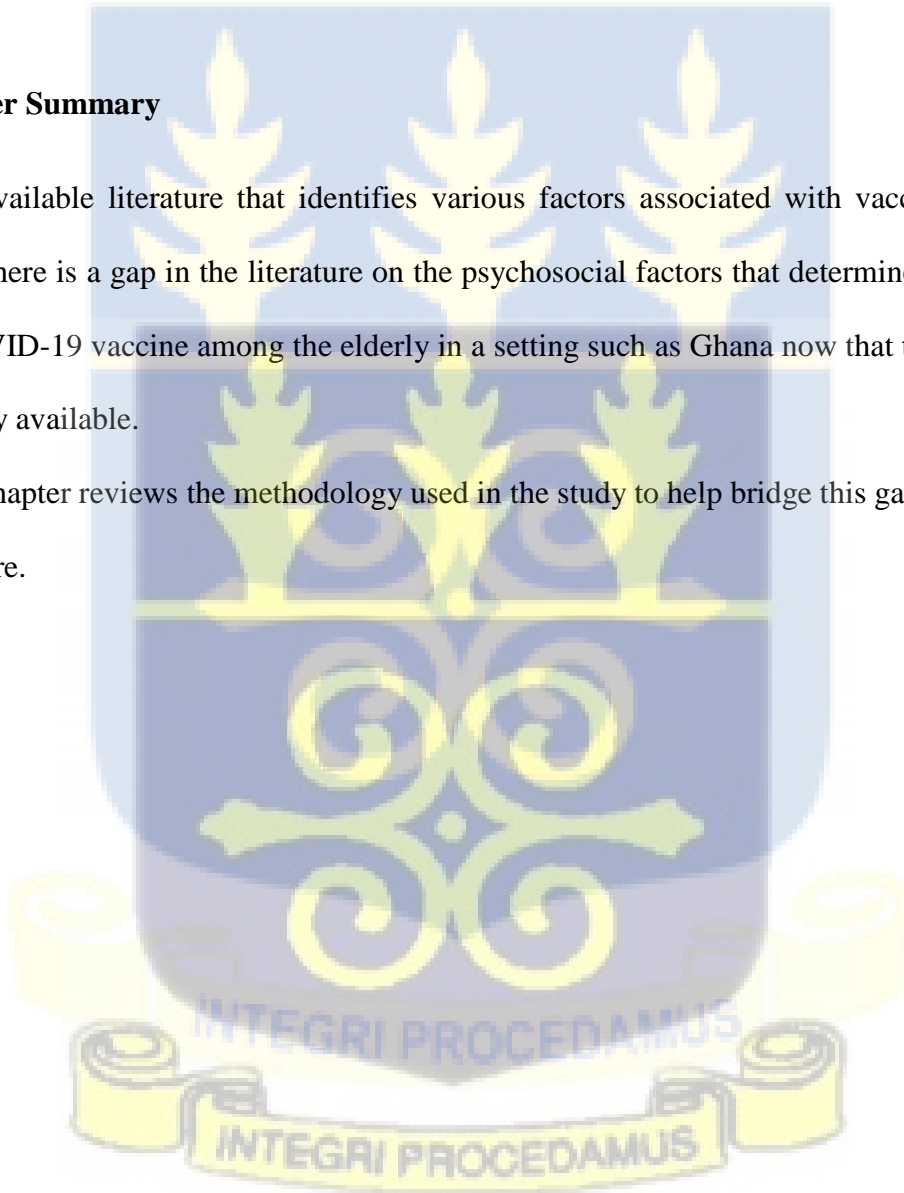 er Summary
vailable literature that identifies various factors associated with vacc
here is a gap in the literature on the psychosocial factors that determine
VID-19 vaccine among the elderly in a setting such as Ghana now that t
y available.
hapter reviews the methodology used in the study to help bridge this ga
re.
INTEGRI PROCEDAMUS
INTEGRI PROCEDAMUS